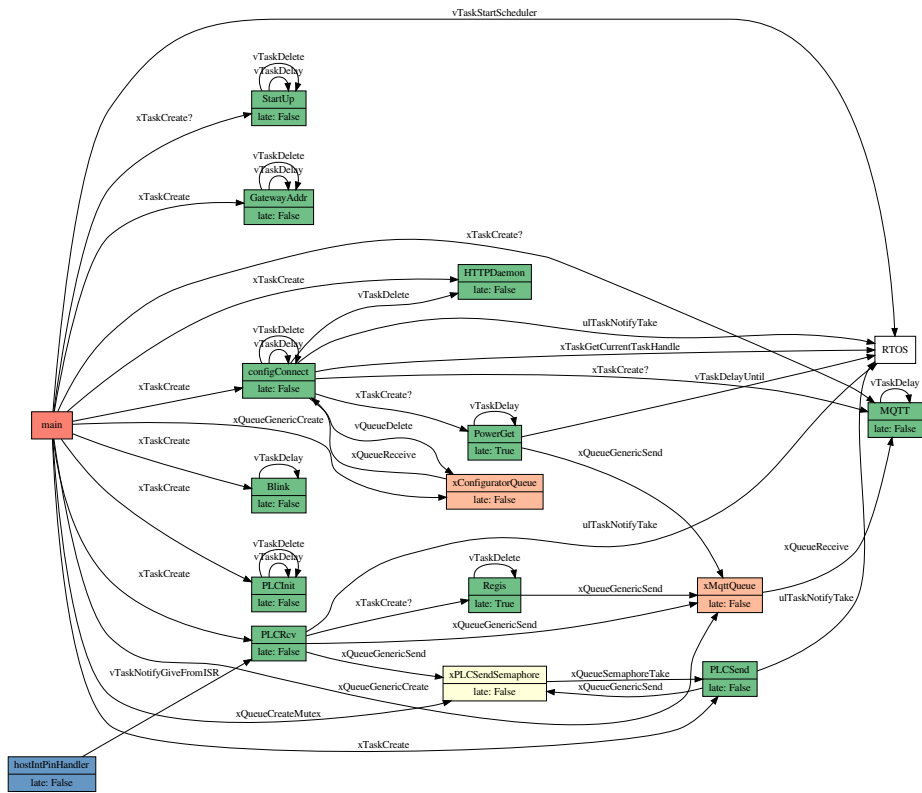 vTaskStartScheduler
vTaskDelete
vTaskDelay
StartUp
late: False
xTaskCreate?
vTaskDelete
vTaskDelay
GatewayAddr
late: False
xTaskCreate
xTaskCreate?
HTTPDaemon
late: False
xTaskCreate
vTaskDelete
ulTaskNotifyTake
vTaskDelete
vTaskDelay
configConnect
late: False
xTaskGetCurrentTaskHandle
RTOS
xTaskCreate?
vTaskDelayUntil
vTaskDelay
MQTT
late: False
xTaskCreate
xTaskCreate?
vTaskDelay
PowerGet
late: True
main
xQueueGenericCreate
vQueueDelete
xQueueReceive
xQueueGenericSend
xTaskCreate
vTaskDelay
Blink
late: False
xConfiguratorQueue
late: False
xTaskCreate
ulTaskNotifyTake
xQueueReceive
vTaskDelete
vTaskDelay
PLCInit
late: False
vTaskDelete
Regis
late: True
xQueueGenericSend
xMqttQueue
late: False
xTaskCreate
xTaskCreate?
ulTaskNotifyTake
PLCRcv
late: False
xQueueGenericSend
xQueueGenericSend
vTaskNotifyGiveFromISR
xPLCSendSemaphore
late: False
xQueueSemaphoreTake
xQueueGenericSend
PLCSend
late: False
xQueueGenericCreate
xQueueCreateMutex
xTaskCreate
hostIntPinHandler
late: False